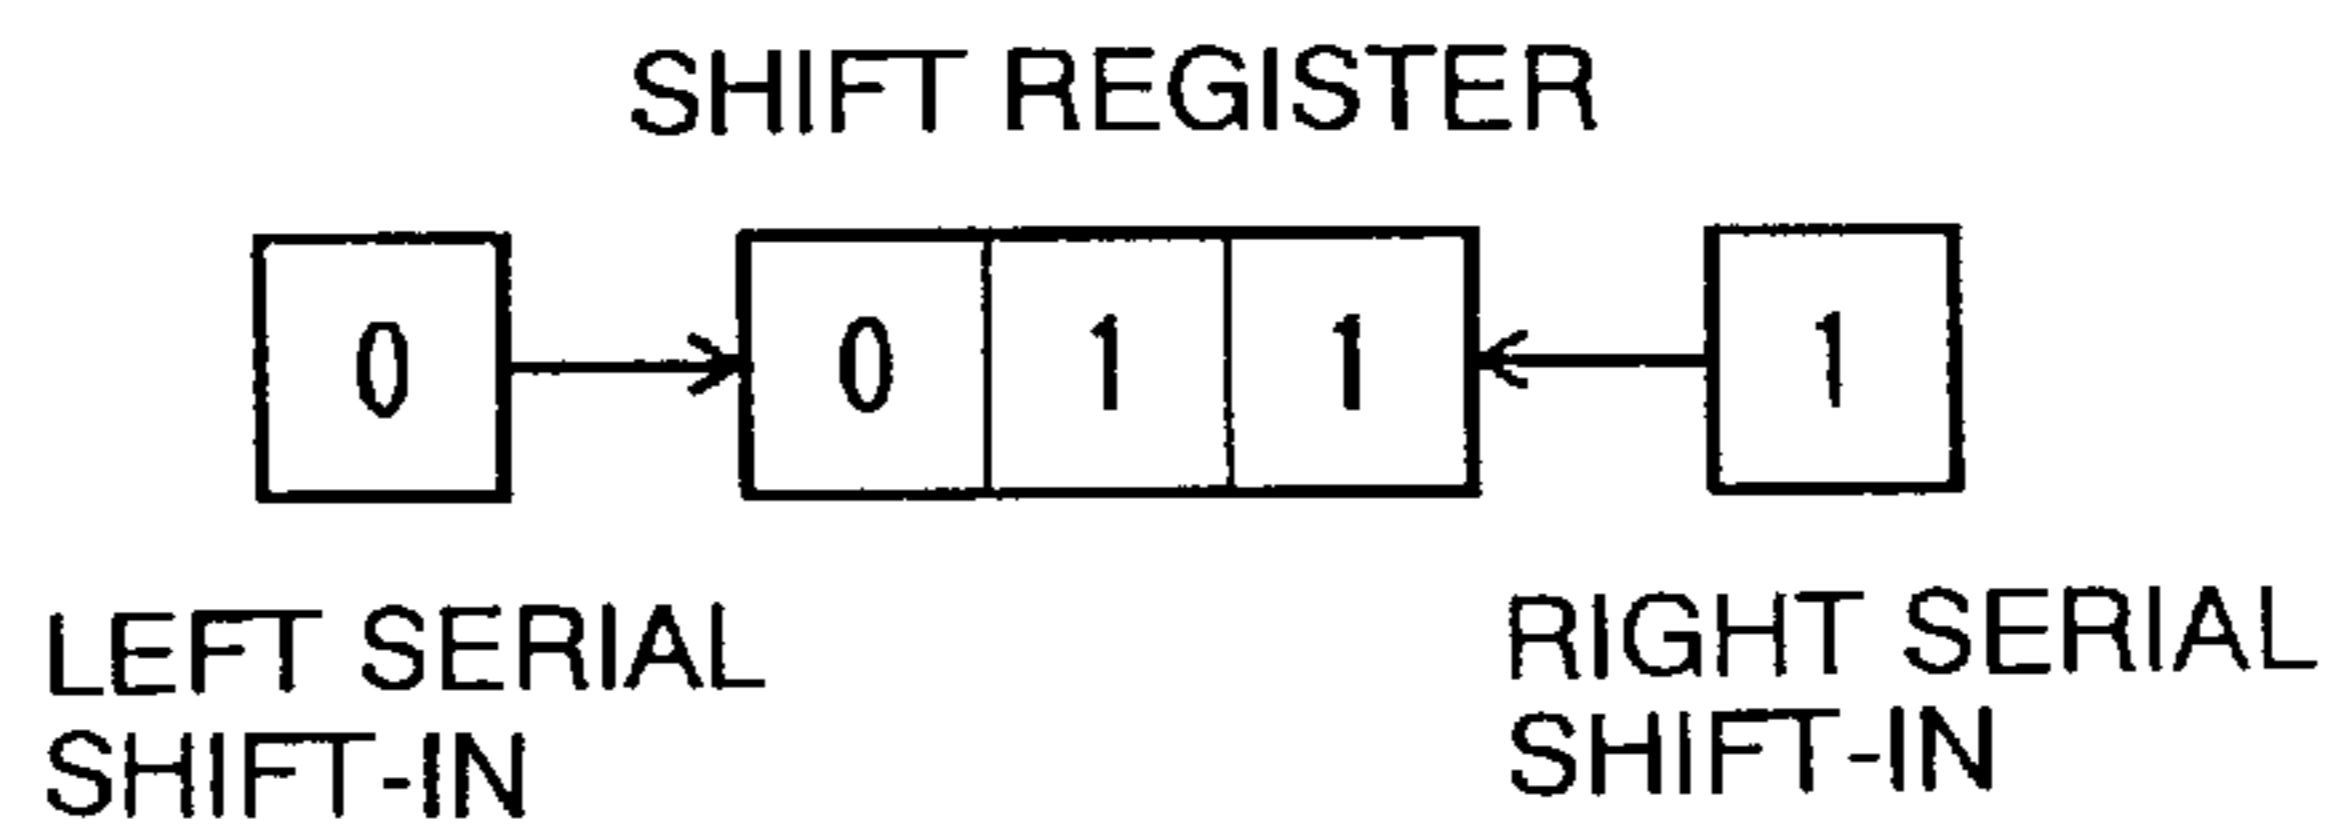 SHIFT REGISTER
0 0 1 1 1
LEFT SERIAL
SHIFT-IN
RIGHT SERIAL
SHIFT-IN